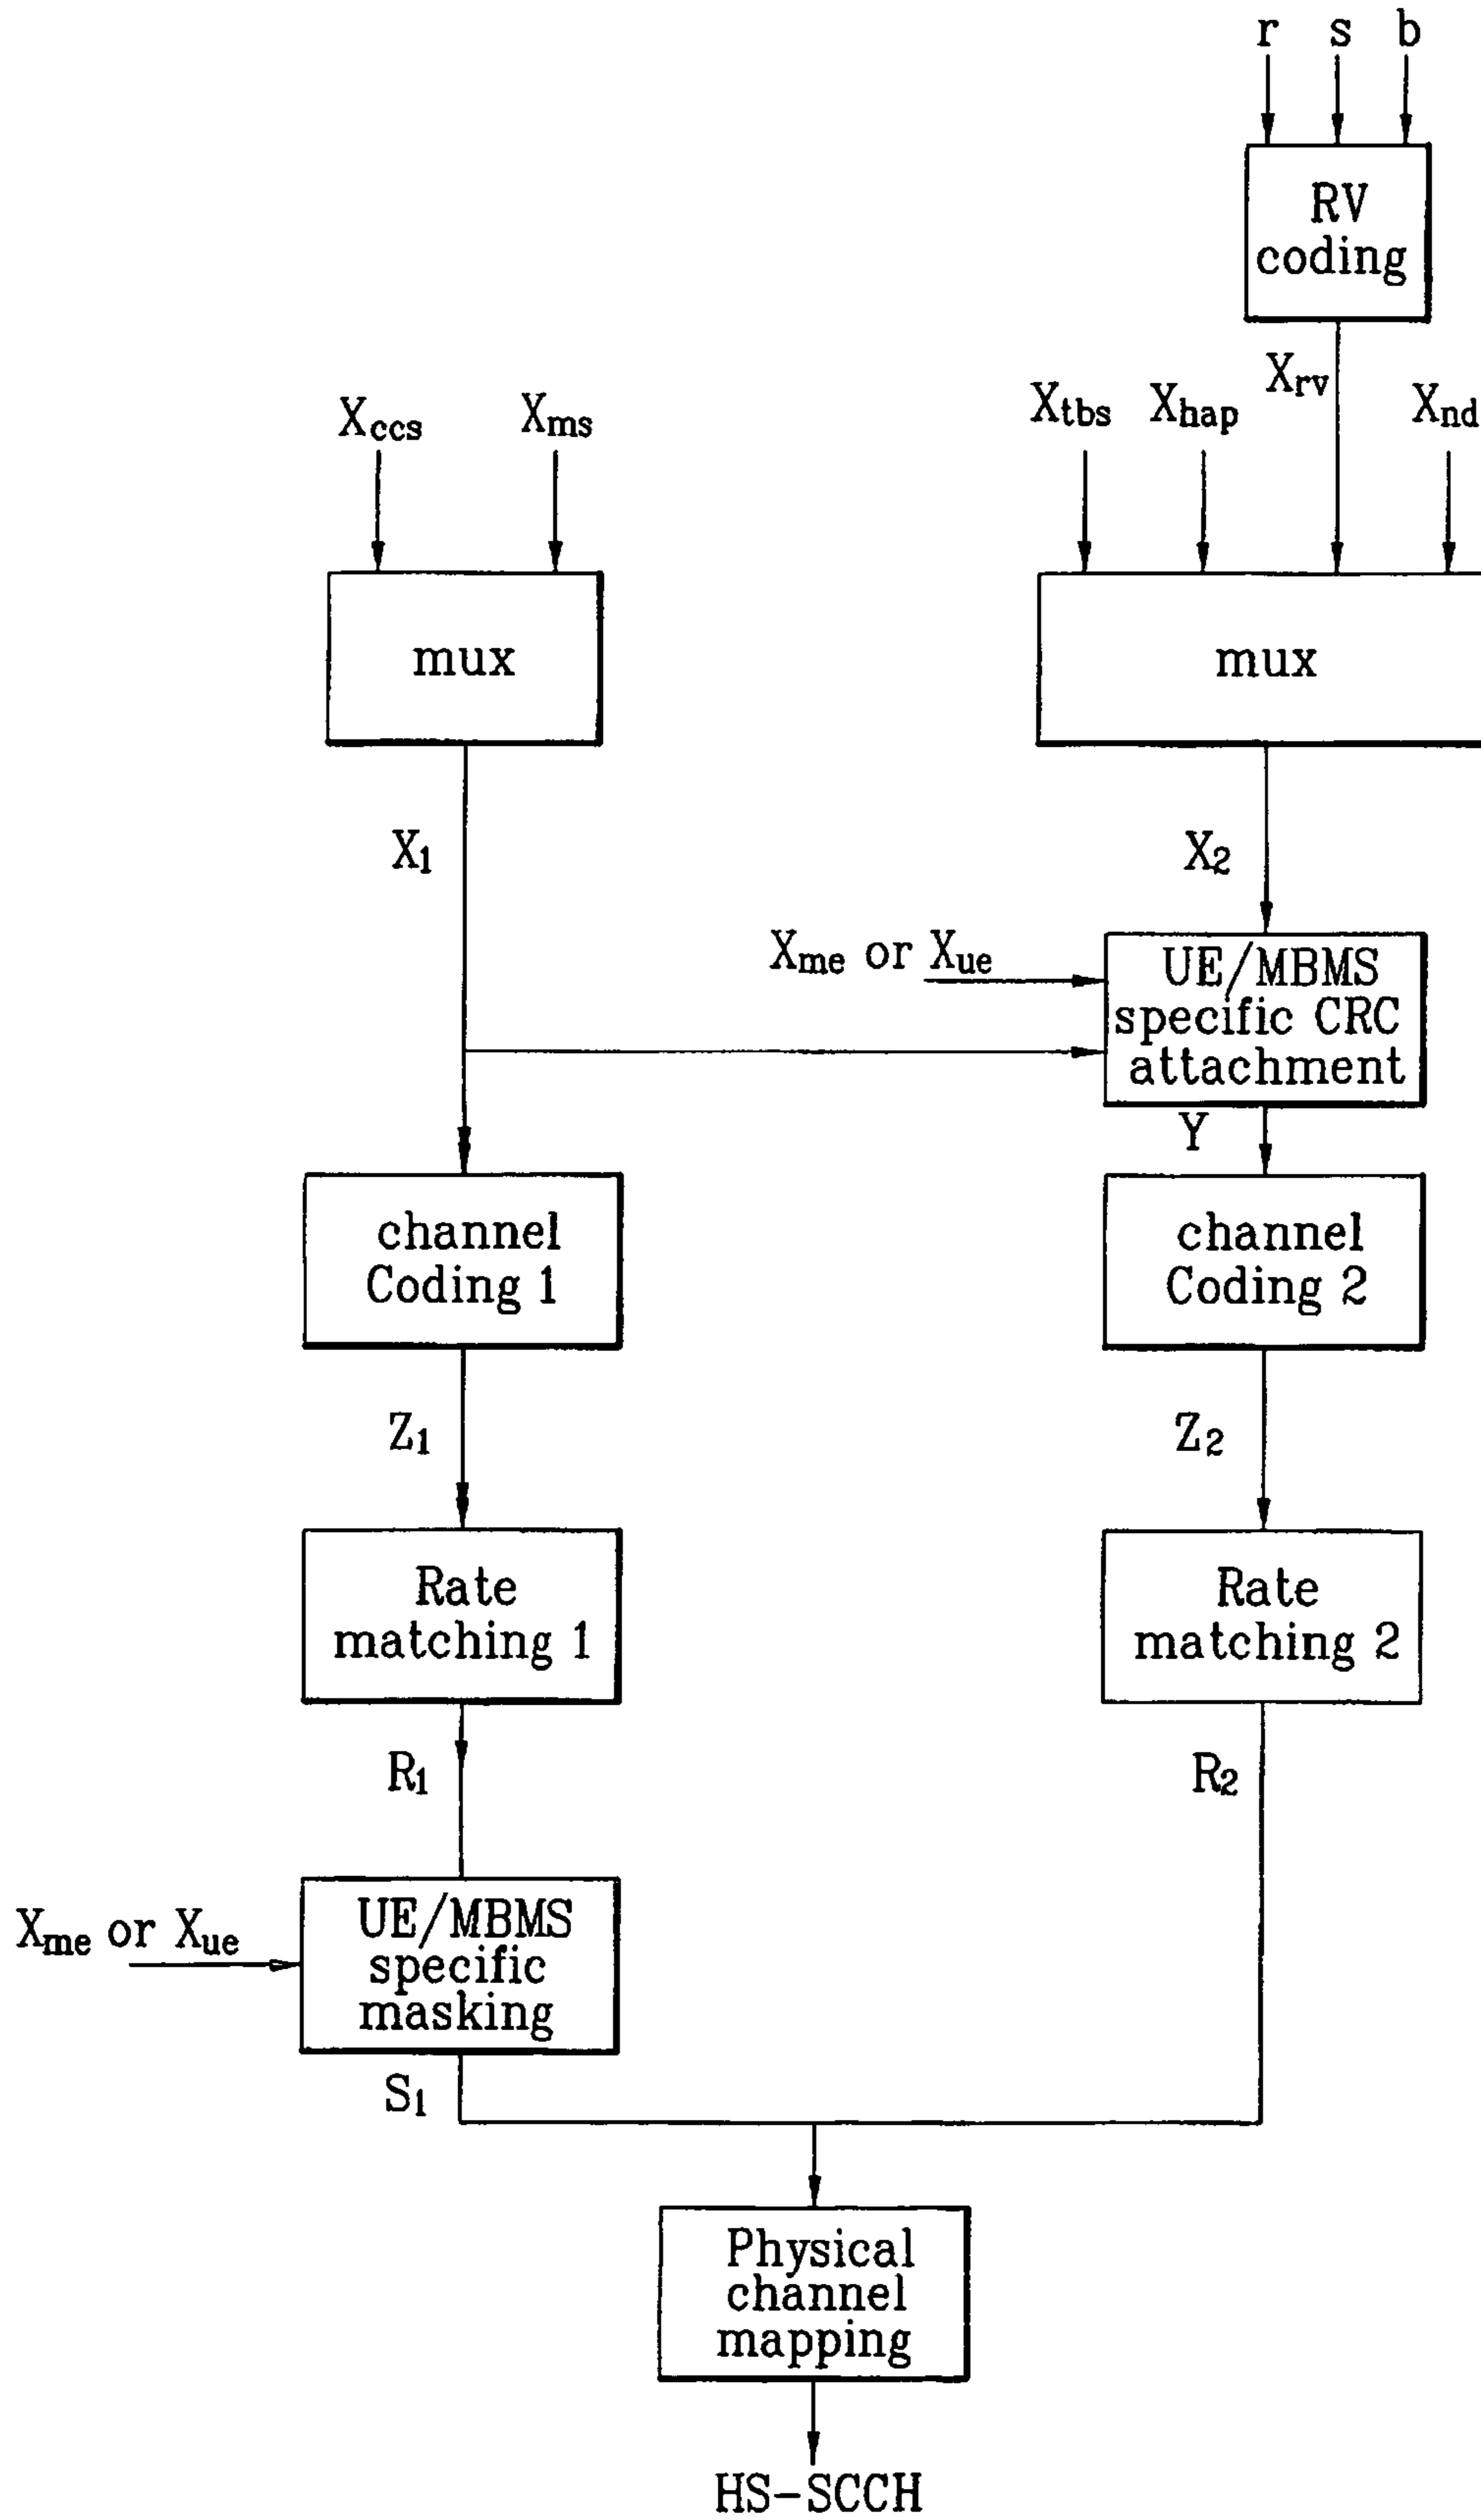 r s b
RV
coding
Xrv
Xccs Xms Xtbs Xhap Xnd
mux mux
X1 X2
Xme or Xue
UE/MBMS
specific CRC
attachment
Y
channel
Coding 1
channel
Coding 2
Z1 Z2
Rate
matching 1
Rate
matching 2
R1 R2
Xme or Xue
UE/MBMS
specific
masking
S1
Physical
channel
mapping
HS-SCCH